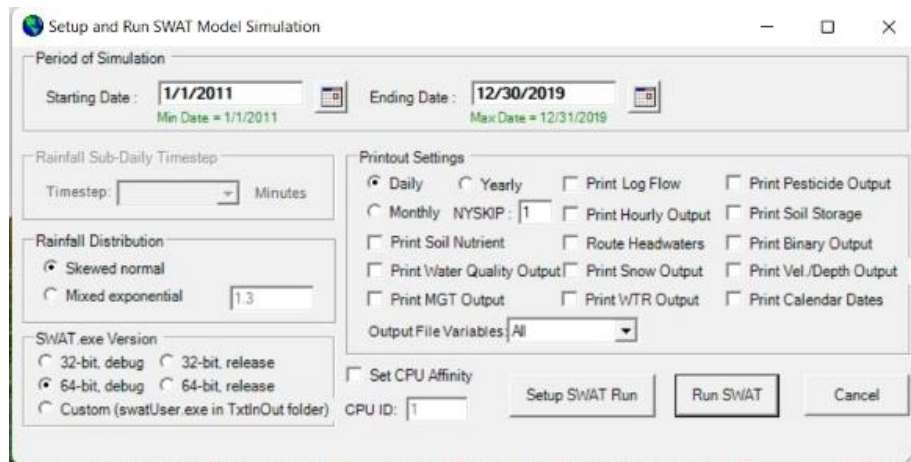 Setup and Run SWAT Model Simulation
Period of Simulation
Starting Date : 1/1/2011 Ending Date : 12/30/2019
Min Date = 1/1/2011 Max Date = 12/31/2019
Rainfall Sub-Daily Timestep
Timestep: Minutes
Rainfall Distribution
Skewed normal
Mixed exponential 1.3
SWAT.exe Version
32-bit, debug 32-bit, release
64-bit, debug 64-bit, release
Custom (swatUser.exe in TxtInOut folder)
Printout Settings
Daily Yearly Print Log Flow Print Pesticide Output
Monthly NYSKIP : 1 Print Hourly Output Print Soil Storage
Print Soil Nutrient Route Headwaters Print Binary Output
Print Water Quality Output Print Snow Output Print Vel./Depth Output
Print MGT Output Print WTR Output Print Calendar Dates
Output File Variables: All
Set CPU Affinity
CPU ID: 1
Setup SWAT Run Run SWAT Cancel